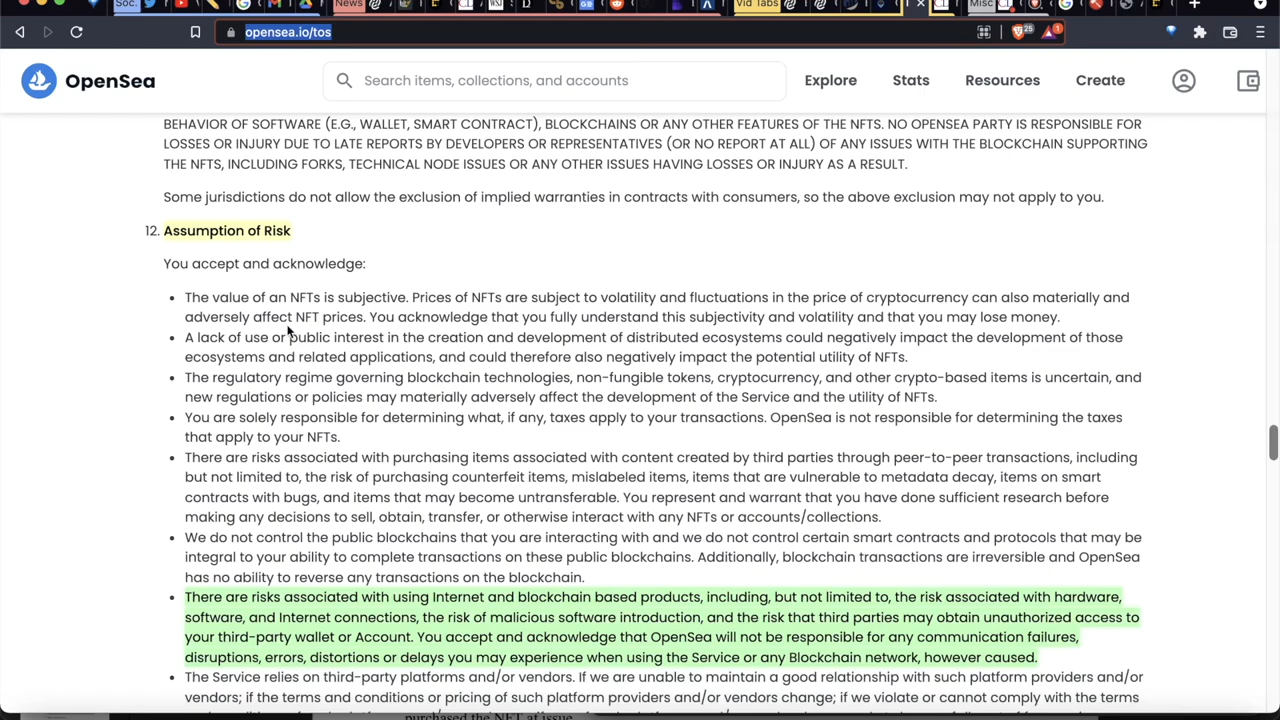 Soc.
News
WSJ
Vid Tabs
Misc
opensea.io/tos
25
1
OpenSea
Search items, collections, and accounts
Explore
Stats
Resources
Create
BEHAVIOR OF SOFTWARE (E.G., WALLET, SMART CONTRACT), BLOCKCHAINS OR ANY OTHER FEATURES OF THE NFTS. NO OPENSEA PARTY IS RESPONSIBLE FOR
LOSSES OR INJURY DUE TO LATE REPORTS BY DEVELOPERS OR REPRESENTATIVES (OR NO REPORT AT ALL) OF ANY ISSUES WITH THE BLOCKCHAIN SUPPORTING
THE NFTS, INCLUDING FORKS, TECHNICAL NODE ISSUES OR ANY OTHER ISSUES HAVING LOSSES OR INJURY AS A RESULT.
Some jurisdictions do not allow the exclusion of implied warranties in contracts with consumers, so the above exclusion may not apply to you.
12. Assumption of Risk
You accept and acknowledge:
• The value of an NFTs is subjective. Prices of NFTs are subject to volatility and fluctuations in the price of cryptocurrency can also materially and
adversely affect NFT prices. You acknowledge that you fully understand this subjectivity and volatility and that you may lose money.
• A lack of use or public interest in the creation and development of distributed ecosystems could negatively impact the development of those
ecosystems and related applications, and could therefore also negatively impact the potential utility of NFTs.
• The regulatory regime governing blockchain technologies, non-fungible tokens, cryptocurrency, and other crypto-based items is uncertain, and
new regulations or policies may materially adversely affect the development of the Service and the utility of NFTs.
• You are solely responsible for determining what, if any, taxes apply to your transactions. OpenSea is not responsible for determining the taxes
that apply to your NFTs.
• There are risks associated with purchasing items associated with content created by third parties through peer-to-peer transactions, including
but not limited to, the risk of purchasing counterfeit items, mislabeled items, items that are vulnerable to metadata decay, items on smart
contracts with bugs, and items that may become untransferable. You represent and warrant that you have done sufficient research before
making any decisions to sell, obtain, transfer, or otherwise interact with any NFTs or accounts/collections.
• We do not control the public blockchains that you are interacting with and we do not control certain smart contracts and protocols that may be
integral to your ability to complete transactions on these public blockchains. Additionally, blockchain transactions are irreversible and OpenSea
has no ability to reverse any transactions on the blockchain.
• There are risks associated with using Internet and blockchain based products, including, but not limited to, the risk associated with hardware,
software, and Internet connections, the risk of malicious software introduction, and the risk that third parties may obtain unauthorized access to
your third-party wallet or Account. You accept and acknowledge that OpenSea will not be responsible for any communication failures,
disruptions, errors, distortions or delays you may experience when using the Service or any Blockchain network, however caused.
• The Service relies on third-party platforms and/or vendors. If we are unable to maintain a good relationship with such platform providers and/or
vendors; if the terms and conditions or pricing of such platform providers and/or vendors change; if we violate or cannot comply with the terms
purchased the NFT at issue